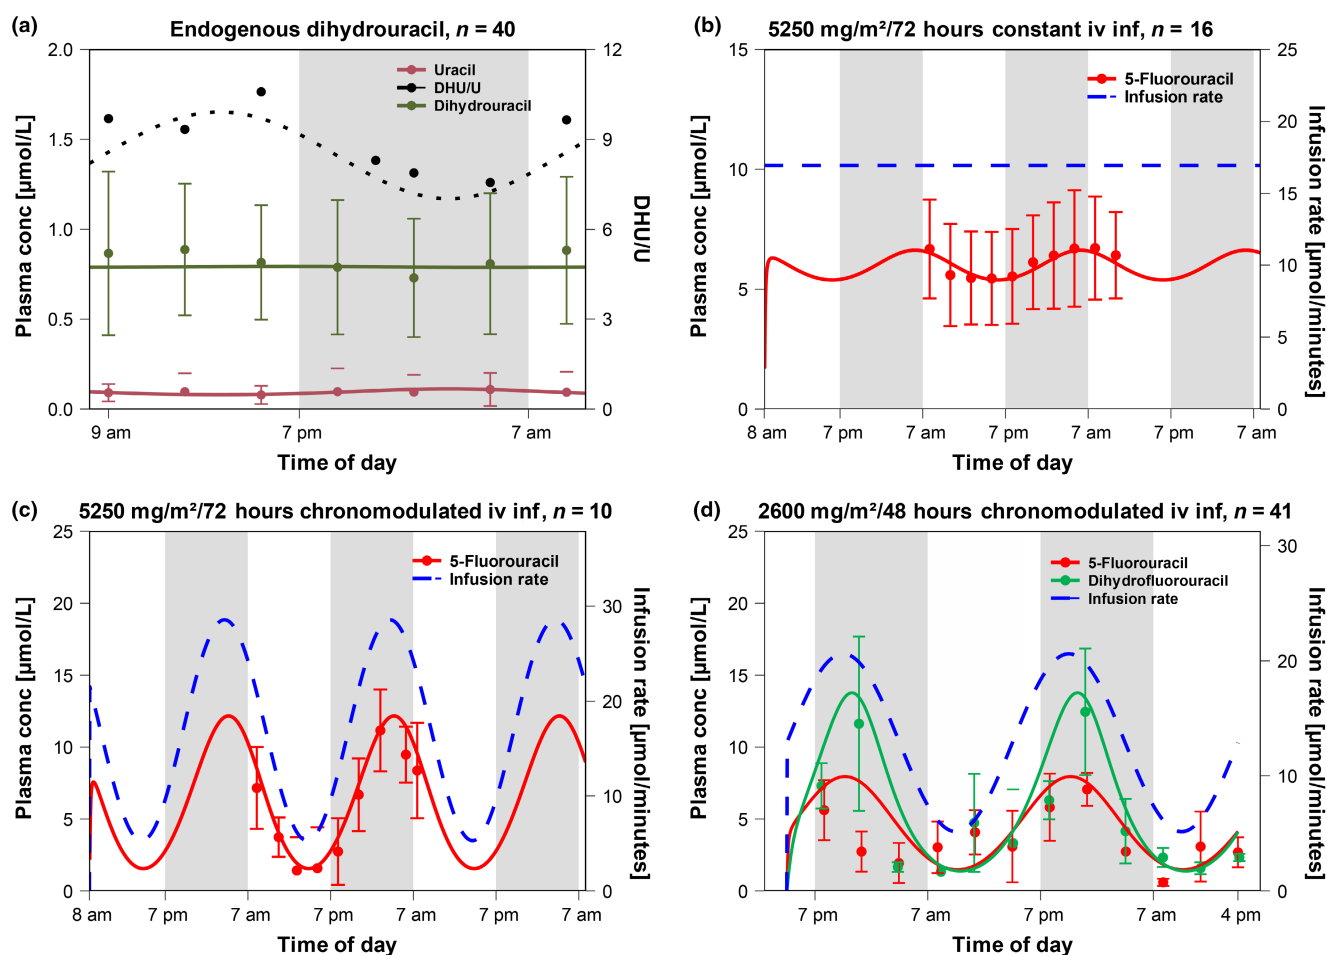 (a)
Endogenous dihydrouracil, n = 40
2.0
1.5
1.0
0.5
0.0
Plasma conc [µmol/L]
12
9
6
3
0
DHU/U
Uracil
DHU/U
Dihydrouracil
9 am
7 pm
7 am
Time of day
(b)
5250 mg/m²/72 hours constant iv inf, n = 16
15
10
5
0
Plasma conc [µmol/L]
25
20
15
10
5
0
Infusion rate [µmol/minutes]
5-Fluorouracil
Infusion rate
8 am
7 pm
7 am
7 pm
7 am
7 pm
7 am
Time of day
(c)
5250 mg/m²/72 hours chronomodulated iv inf, n = 10
25
20
15
10
5
0
Plasma conc [µmol/L]
30
20
10
0
Infusion rate [µmol/minutes]
5-Fluorouracil
Infusion rate
8 am
7 pm
7 am
7 pm
7 am
7 pm
7 am
Time of day
(d)
2600 mg/m²/48 hours chronomodulated iv inf, n = 41
25
20
15
10
5
0
Plasma conc [µmol/L]
30
20
10
0
Infusion rate [µmol/minutes]
5-Fluorouracil
Dihydrofluorouracil
Infusion rate
7 pm
7 am
7 pm
7 am
4 pm
Time of day